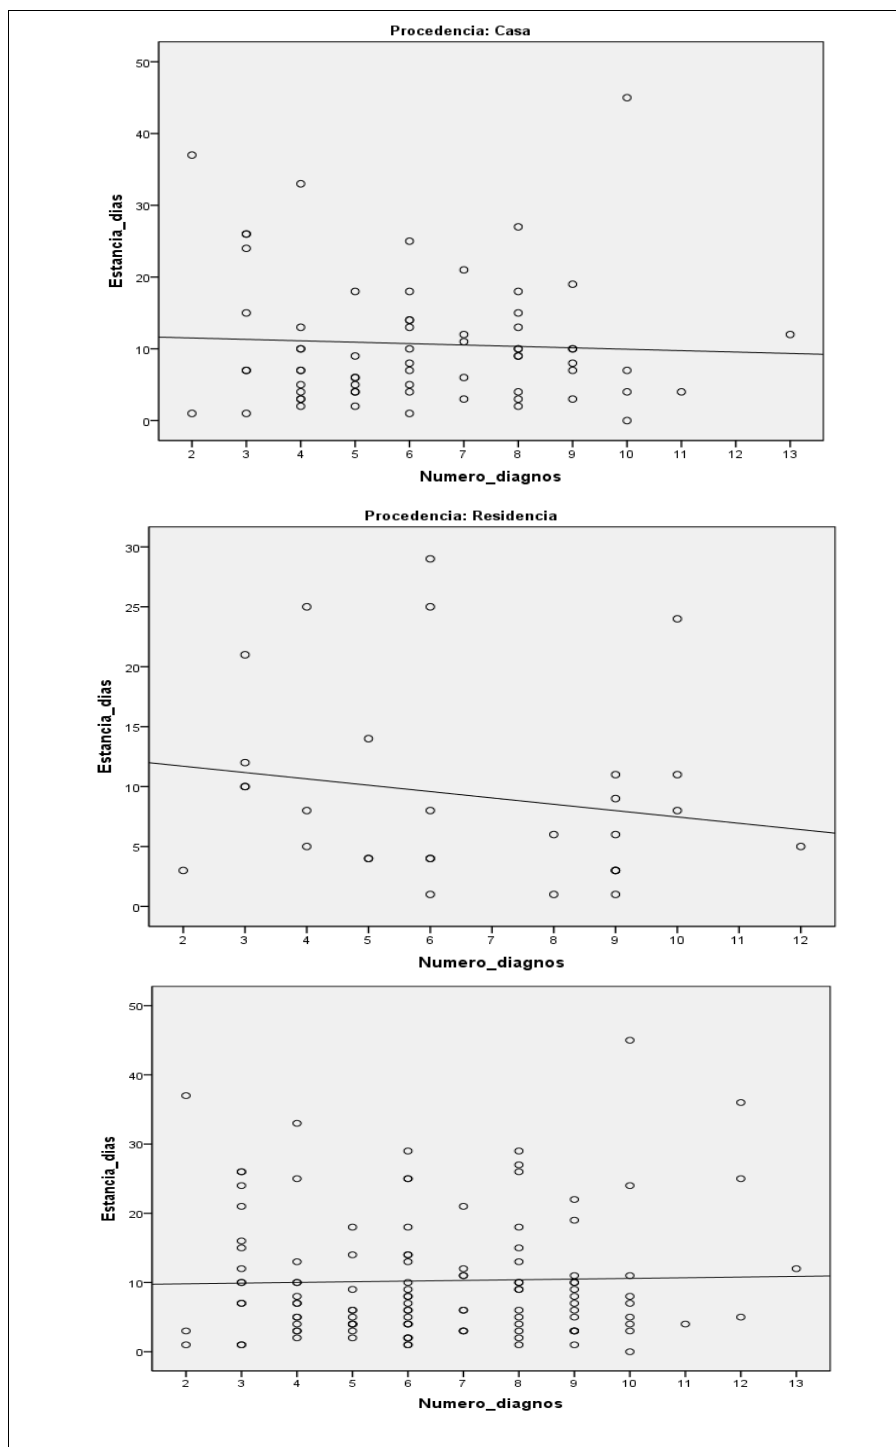 Procedencia: Casa
50
40
30
20
10
0
Estancia_dias
2 3 4 5 6 7 8 9 10 11 12 13
Numero_diagnos
Procedencia: Residencia
30
25
20
15
10
5
0
Estancia_dias
2 3 4 5 6 7 8 9 10 11 12
Numero_diagnos
50
40
30
20
10
0
Estancia_dias
2 3 4 5 6 7 8 9 10 11 12 13
Numero_diagnos